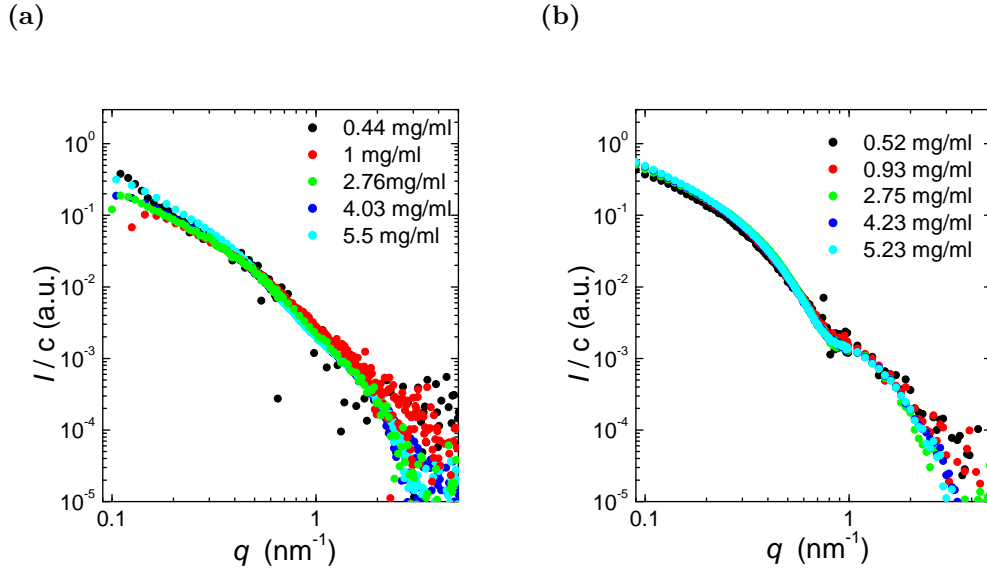 (a)
10^0
10^-1
10^-2
10^-3
10^-4
10^-5
I / c (a.u.)
0.44 mg/ml
1 mg/ml
2.76mg/ml
4.03 mg/ml
5.5 mg/ml
0.1
1
q (nm^-1)
(b)
10^0
10^-1
10^-2
10^-3
10^-4
10^-5
I / c (a.u.)
0.52 mg/ml
0.93 mg/ml
2.75 mg/ml
4.23 mg/ml
5.23 mg/ml
0.1
1
q (nm^-1)